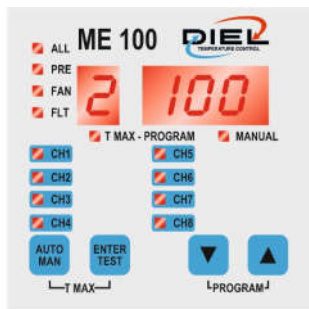 ALL
PRE
FAN
FLT
ME 100
DIEL
TEMPERATURE CONTROL
2
100
T MAX - PROGRAM
MANUAL
CH1
CH2
CH3
CH4
CH5
CH6
CH7
CH8
AUTO
MAN
ENTER
TEST
T MAX
PROGRAM